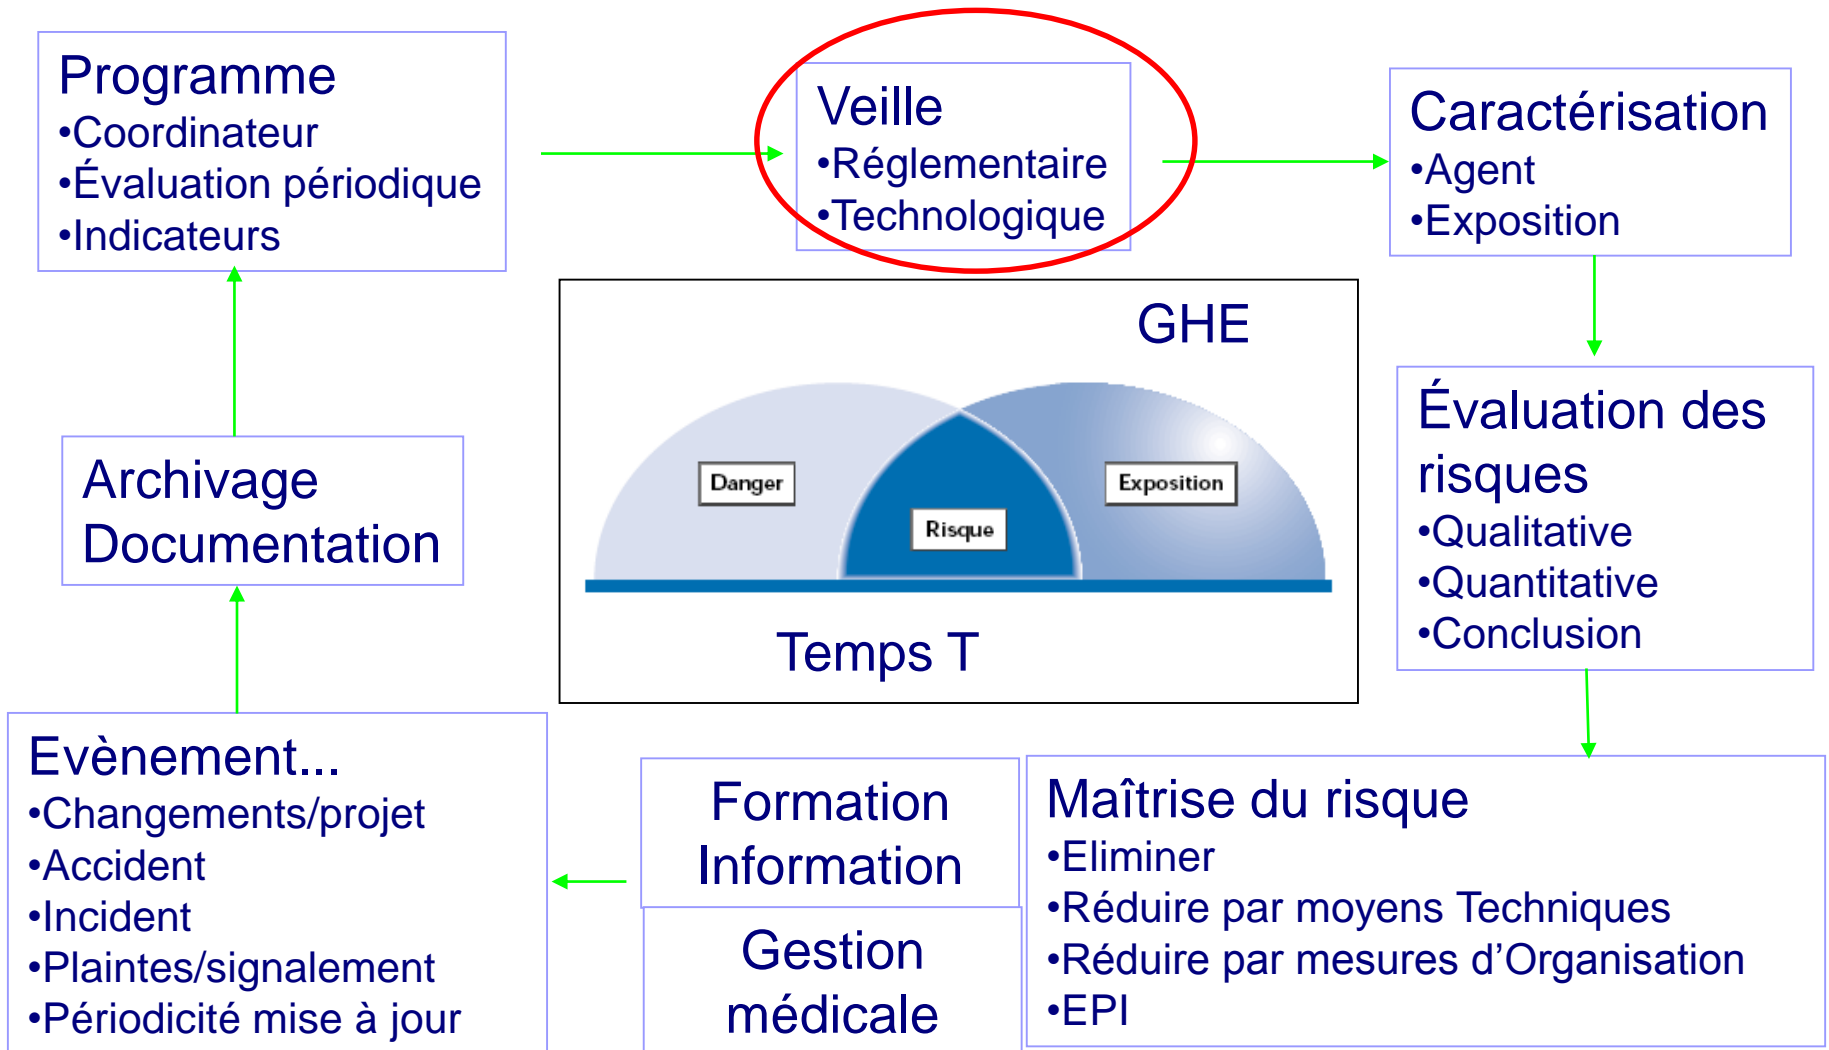 Programme
•Coordinateur
•Évaluation périodique
•Indicateurs
Veille
•Réglementaire
•Technologique
Caractérisation
•Agent
•Exposition
GHE
Danger
Risque
Exposition
Temps T
Évaluation des
risques
•Qualitative
•Quantitative
•Conclusion
Archivage
Documentation
Evènement...
•Changements/projet
•Accident
•Incident
•Plaintes/signalement
•Périodicité mise à jour
Formation
Information
Gestion
médicale
Maîtrise du risque
•Eliminer
•Réduire par moyens Techniques
•Réduire par mesures d’Organisation
•EPI